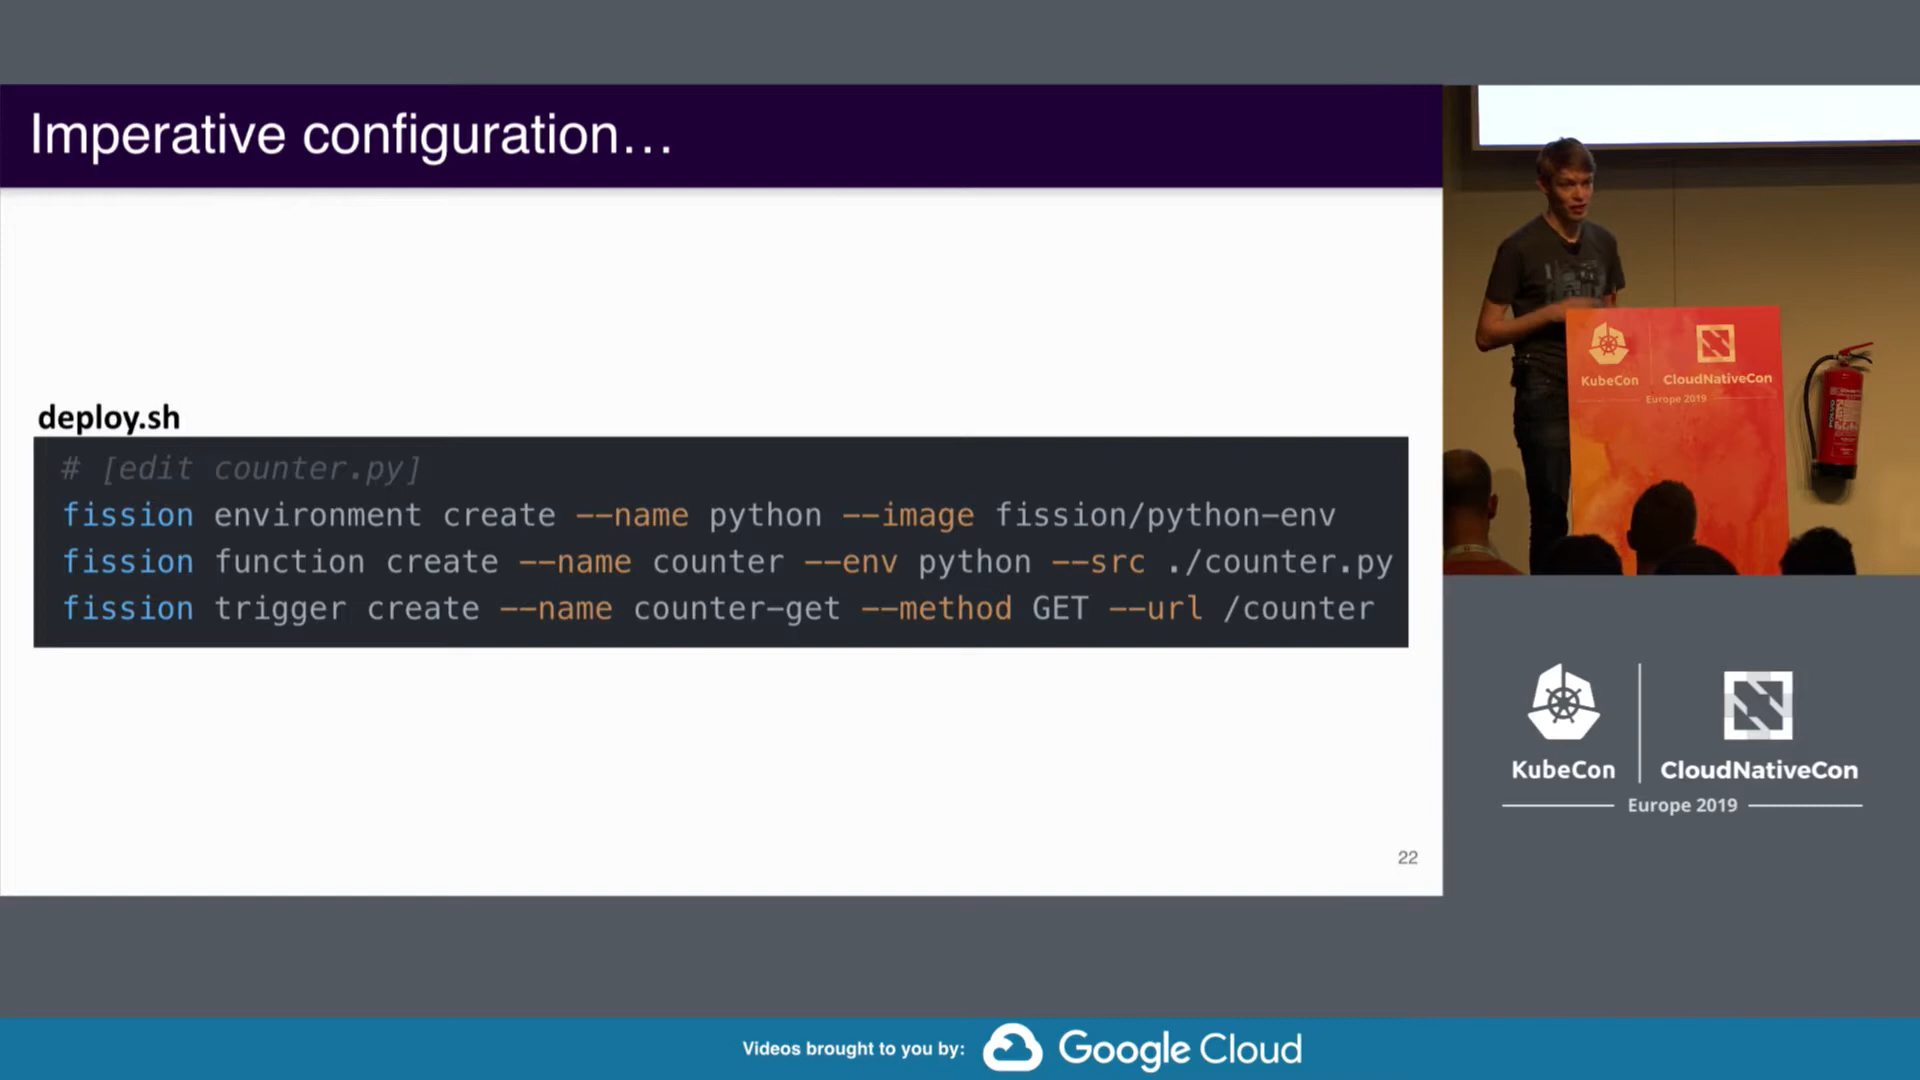 Imperative configuration...
deploy.sh
# [edit counter.py]
fission environment create --name python --image fission/python-env
fission function create --name counter --env python --src ./counter.py
fission trigger create --name counter-get --method GET --url /counter
22
KubeCon
CloudNativeCon
Europe 2019
KubeCon
CloudNativeCon
Europe 2019
Videos brought to you by:
Google Cloud